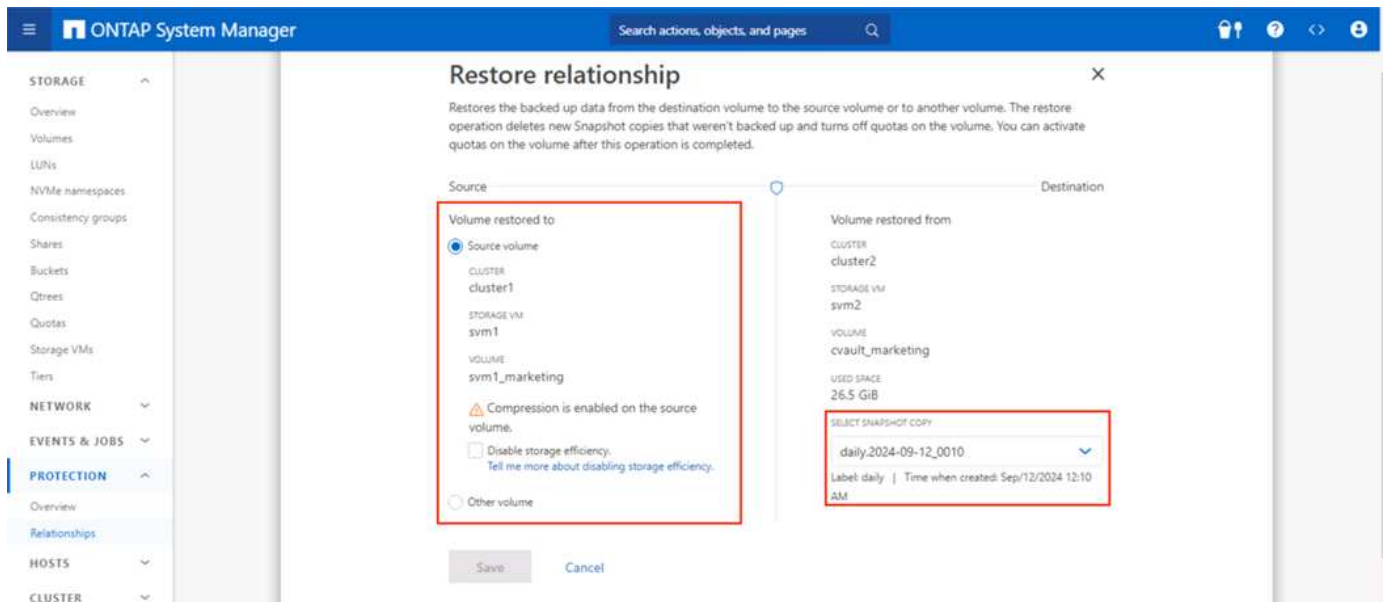 ONTAP System Manager
Search actions, objects, and pages
STORAGE
Overview
Volumes
LUNs
NVMe namespaces
Consistency groups
Shares
Buckets
Qtrees
Quotas
Storage VMs
Tiers
NETWORK
EVENTS & JOBS
PROTECTION
Overview
Relationships
HOSTS
CLUSTER
Restore relationship
Restores the backed up data from the destination volume to the source volume or to another volume. The restore
operation deletes new Snapshot copies that weren't backed up and turns off quotas on the volume. You can activate
quotas on the volume after this operation is completed.
Source
Destination
Volume restored to
Source volume
CLUSTER
cluster1
STORAGE VM
svm1
VOLUME
svm1_marketing
Compression is enabled on the source
volume.
Disable storage efficiency.
Tell me more about disabling storage efficiency.
Other volume
Volume restored from
CLUSTER
cluster2
STORAGE VM
svm2
VOLUME
cvault_marketing
USED SPACE
26.5 GiB
SELECT SNAPSHOT COPY
daily.2024-09-12_0010
Label: daily | Time when created: Sep/12/2024 12:10
AM
Save
Cancel